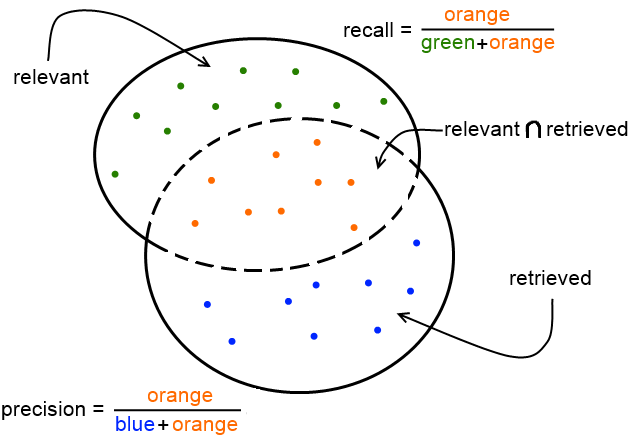 recall = orange / green+orange
relevant
relevant ∩ retrieved
retrieved
precision = orange / blue+orange